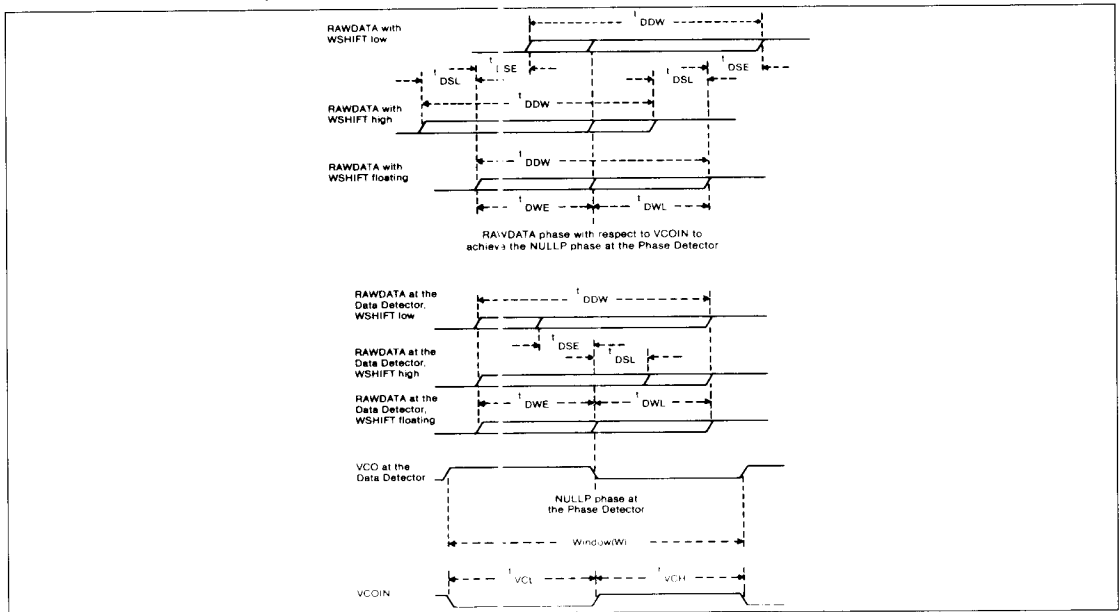 t DDW
RAWDATA with
WSHIFT low
t DSE
t DSL
t DSL
t DSE
t DDW
RAWDATA with
WSHIFT high
t DDW
RAWDATA with
WSHIFT floating
t DWE
t DWL
RAWDATA phase with respect to VCOIN to
achieve the NULLP phase at the Phase Detector
RAWDATA at the
Data Detector,
WSHIFT low
t DDW
t DSE
t DSL
RAWDATA at the
Data Detector,
WSHIFT high
t DWE
t DWL
RAWDATA at the
Data Detector,
WSHIFT floating
VCO at the
Data Detector
NULLP phase at
the Phase Detector
Window(W)
t VCL
t VCH
VCOIN